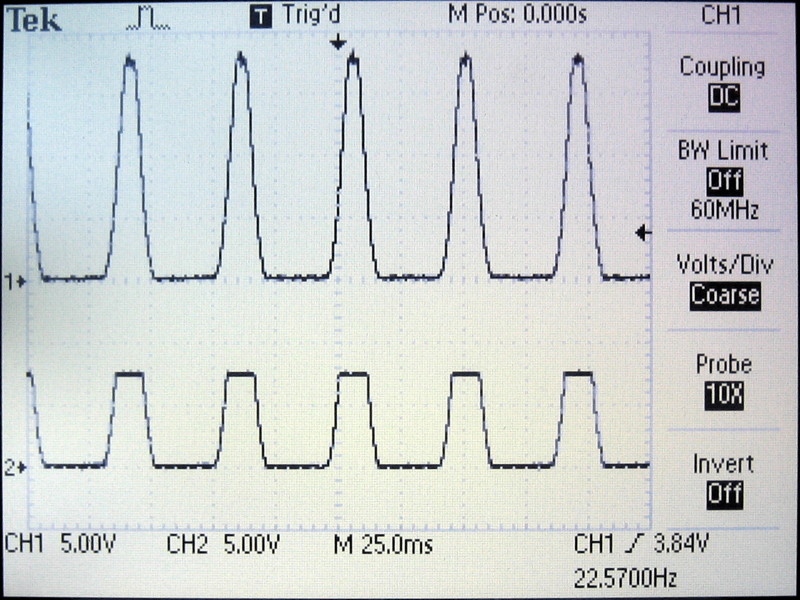 Tek T Trig'd M Pos: 0.000s CH1
Coupling
DC
BW Limit
Off
60MHz
1
Volts/Div
Coarse
Probe
10X
2
Invert
Off
CH1 5.00V CH2 5.00V M 25.0ms CH1 3.84V
22.5700Hz